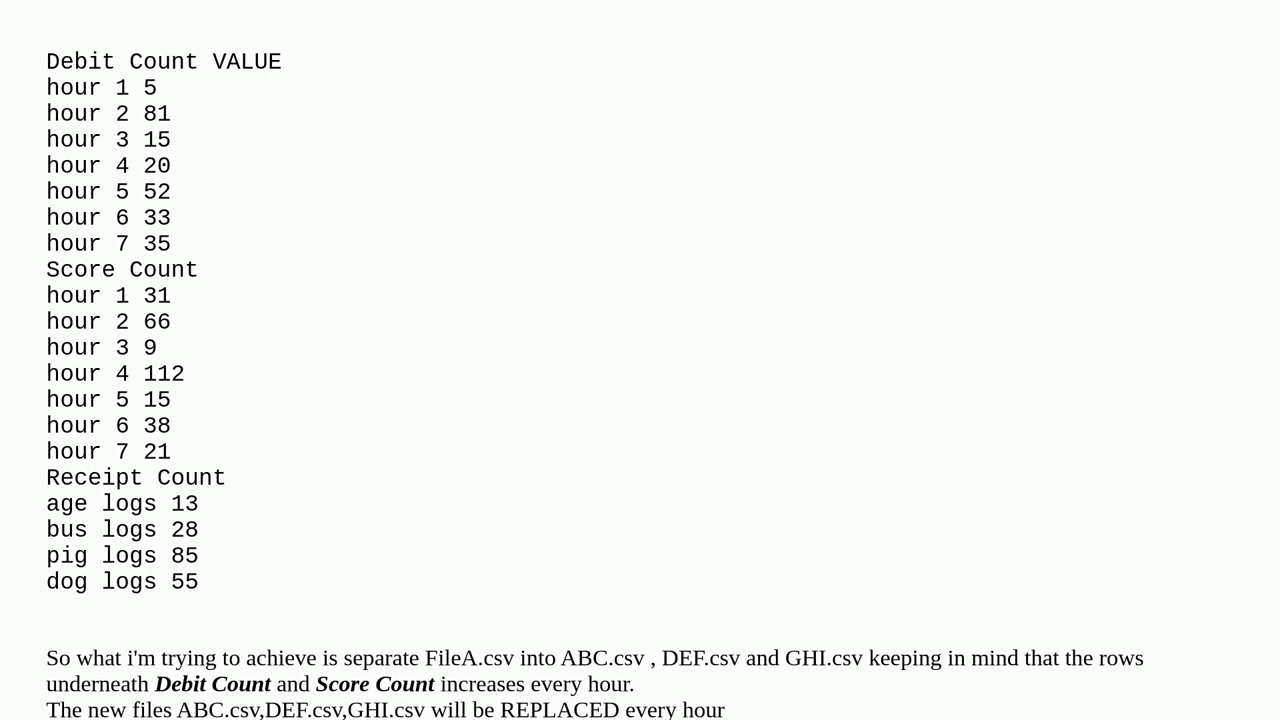 Debit Count VALUE
hour 1 5
hour 2 81
hour 3 15
hour 4 20
hour 5 52
hour 6 33
hour 7 35
Score Count
hour 1 31
hour 2 66
hour 3 9
hour 4 112
hour 5 15
hour 6 38
hour 7 21
Receipt Count
age logs 13
bus logs 28
pig logs 85
dog logs 55
So what i'm trying to achieve is separate FileA.csv into ABC.csv , DEF.csv and GHI.csv keeping in mind that the rows
underneath Debit Count and Score Count increases every hour.
The new files ABC.csv,DEF.csv,GHI.csv will be REPLACED every hour